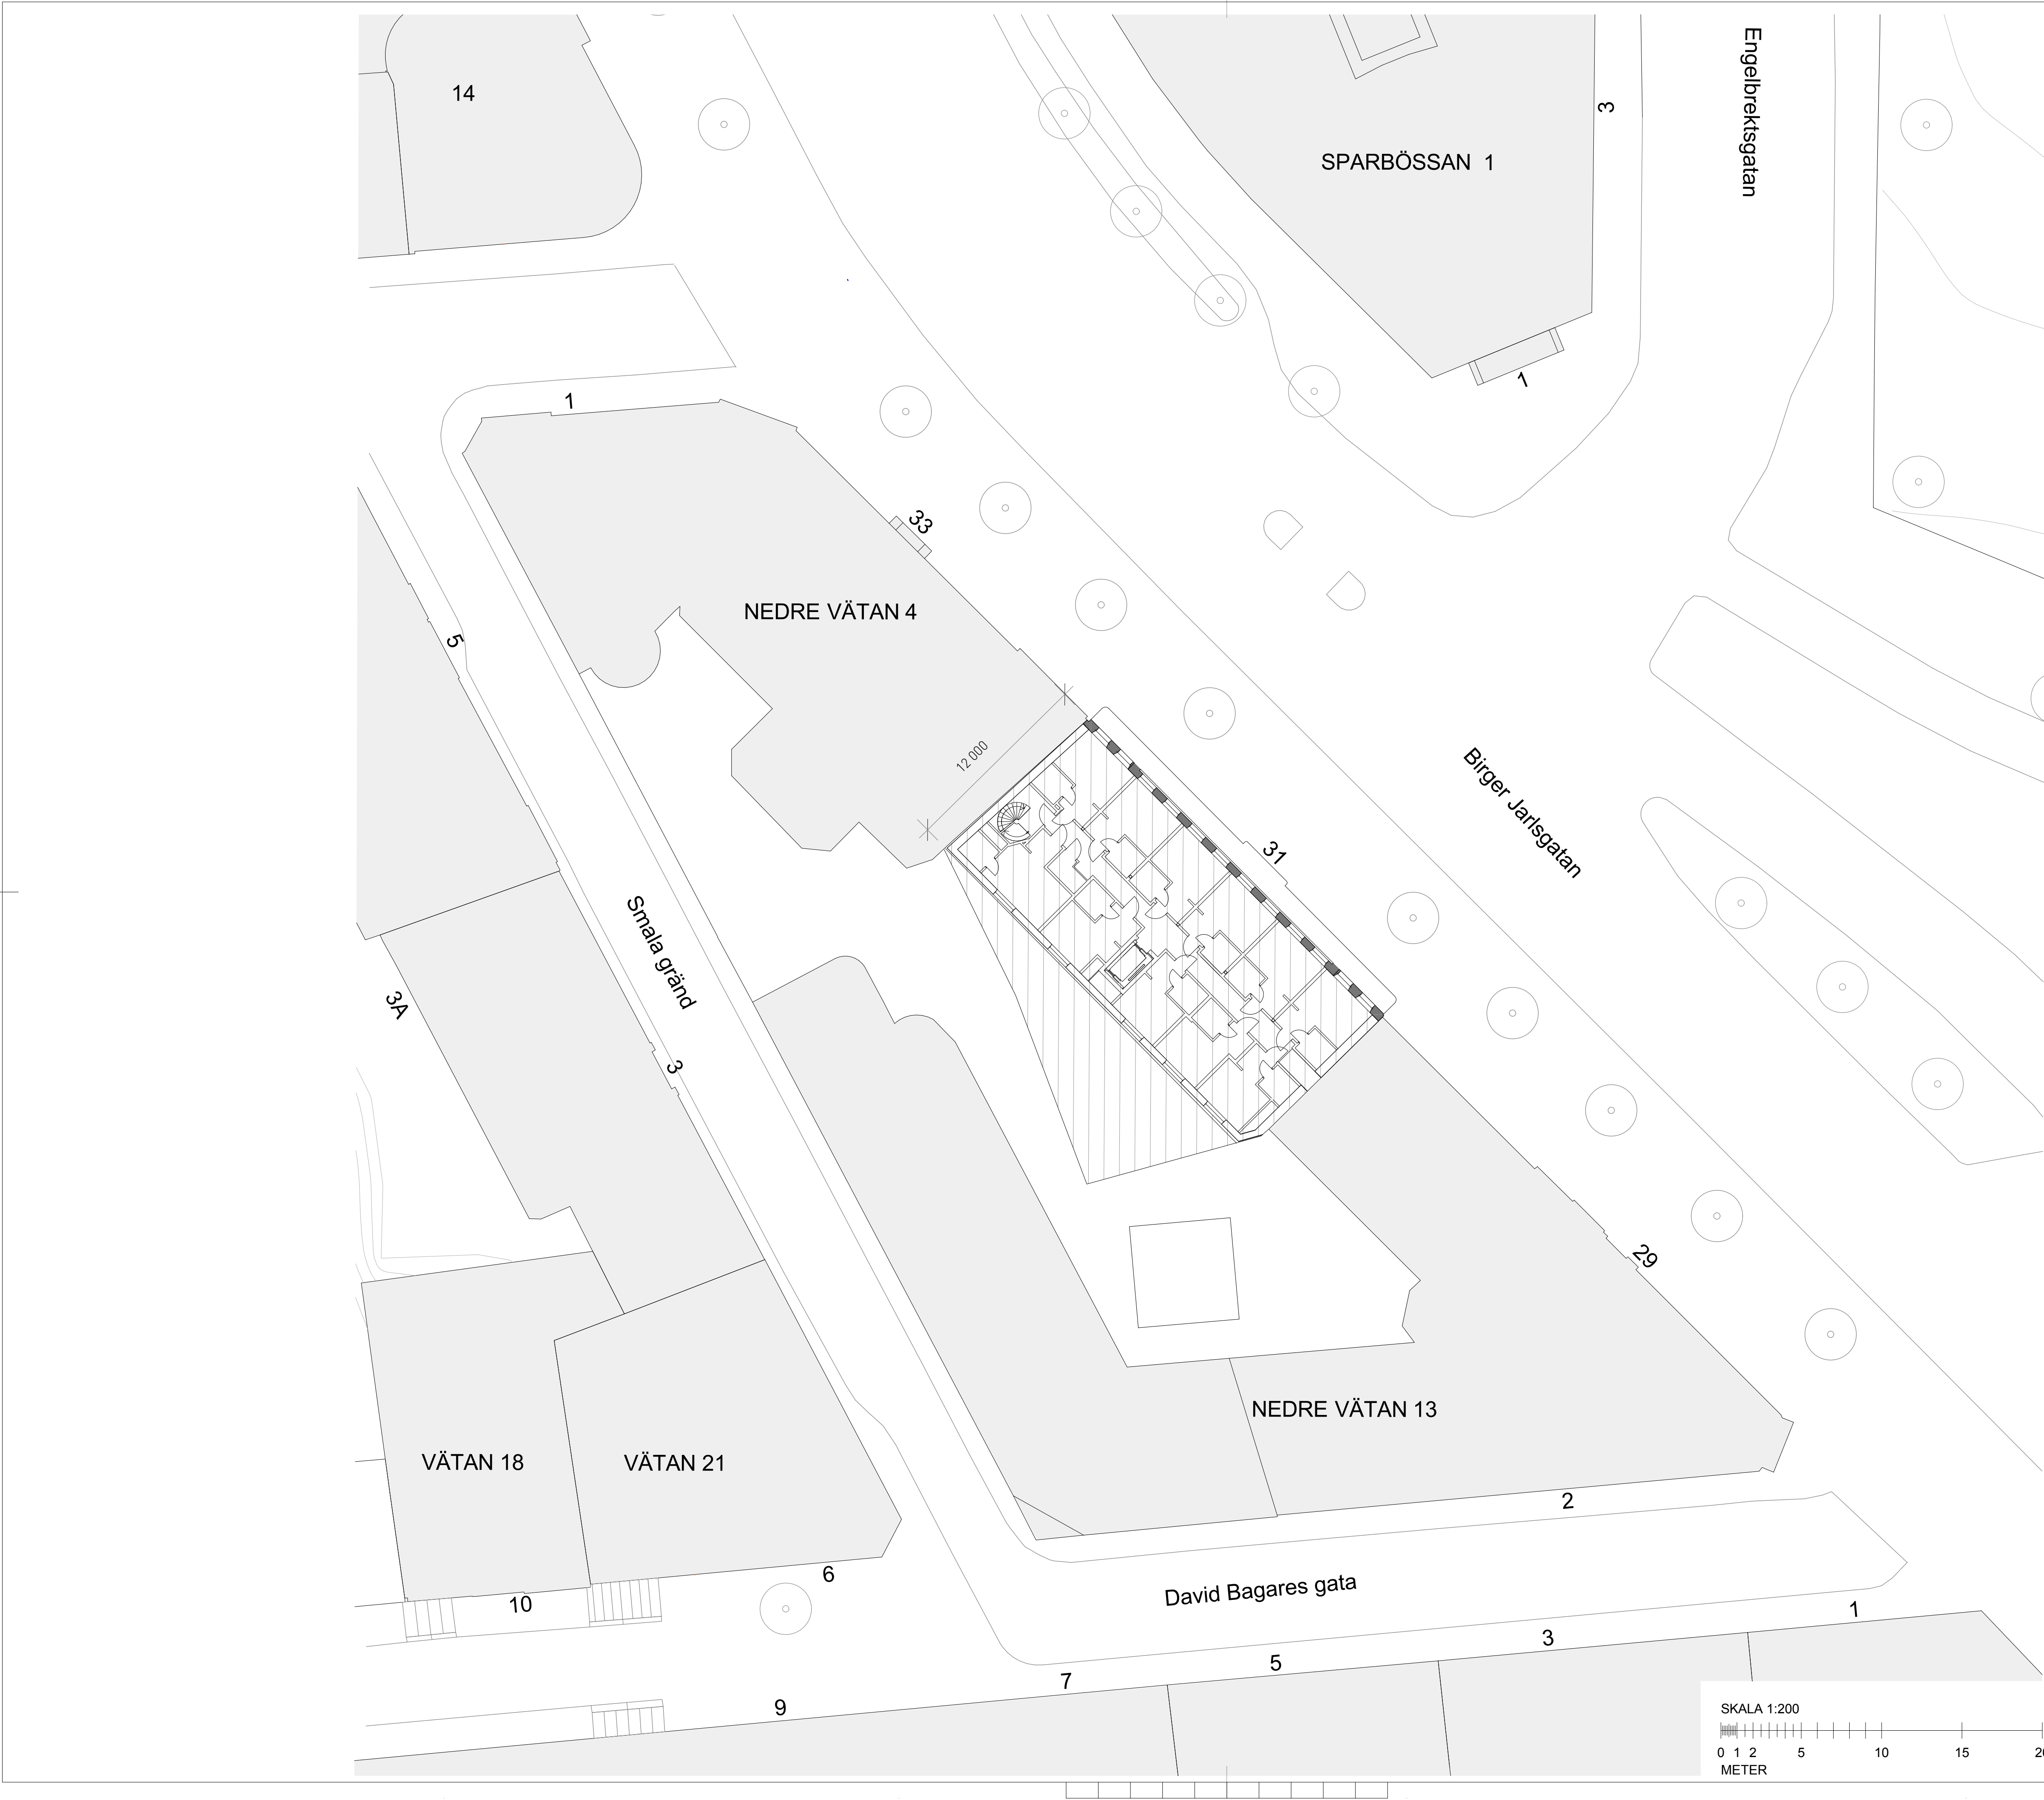 14
Engelbrektsgatan
3
SPARBÖSSAN 1
1
1
33
NEDRE VÄTAN 4
5
12 000
Birger Jarlsgatan
31
Smala gränd
3A
3
29
NEDRE VÄTAN 13
VÄTAN 18
VÄTAN 21
2
6
10
David Bagares gata
1
3
5
7
9
SKALA 1:200
0 1 2 5 10 15
METER